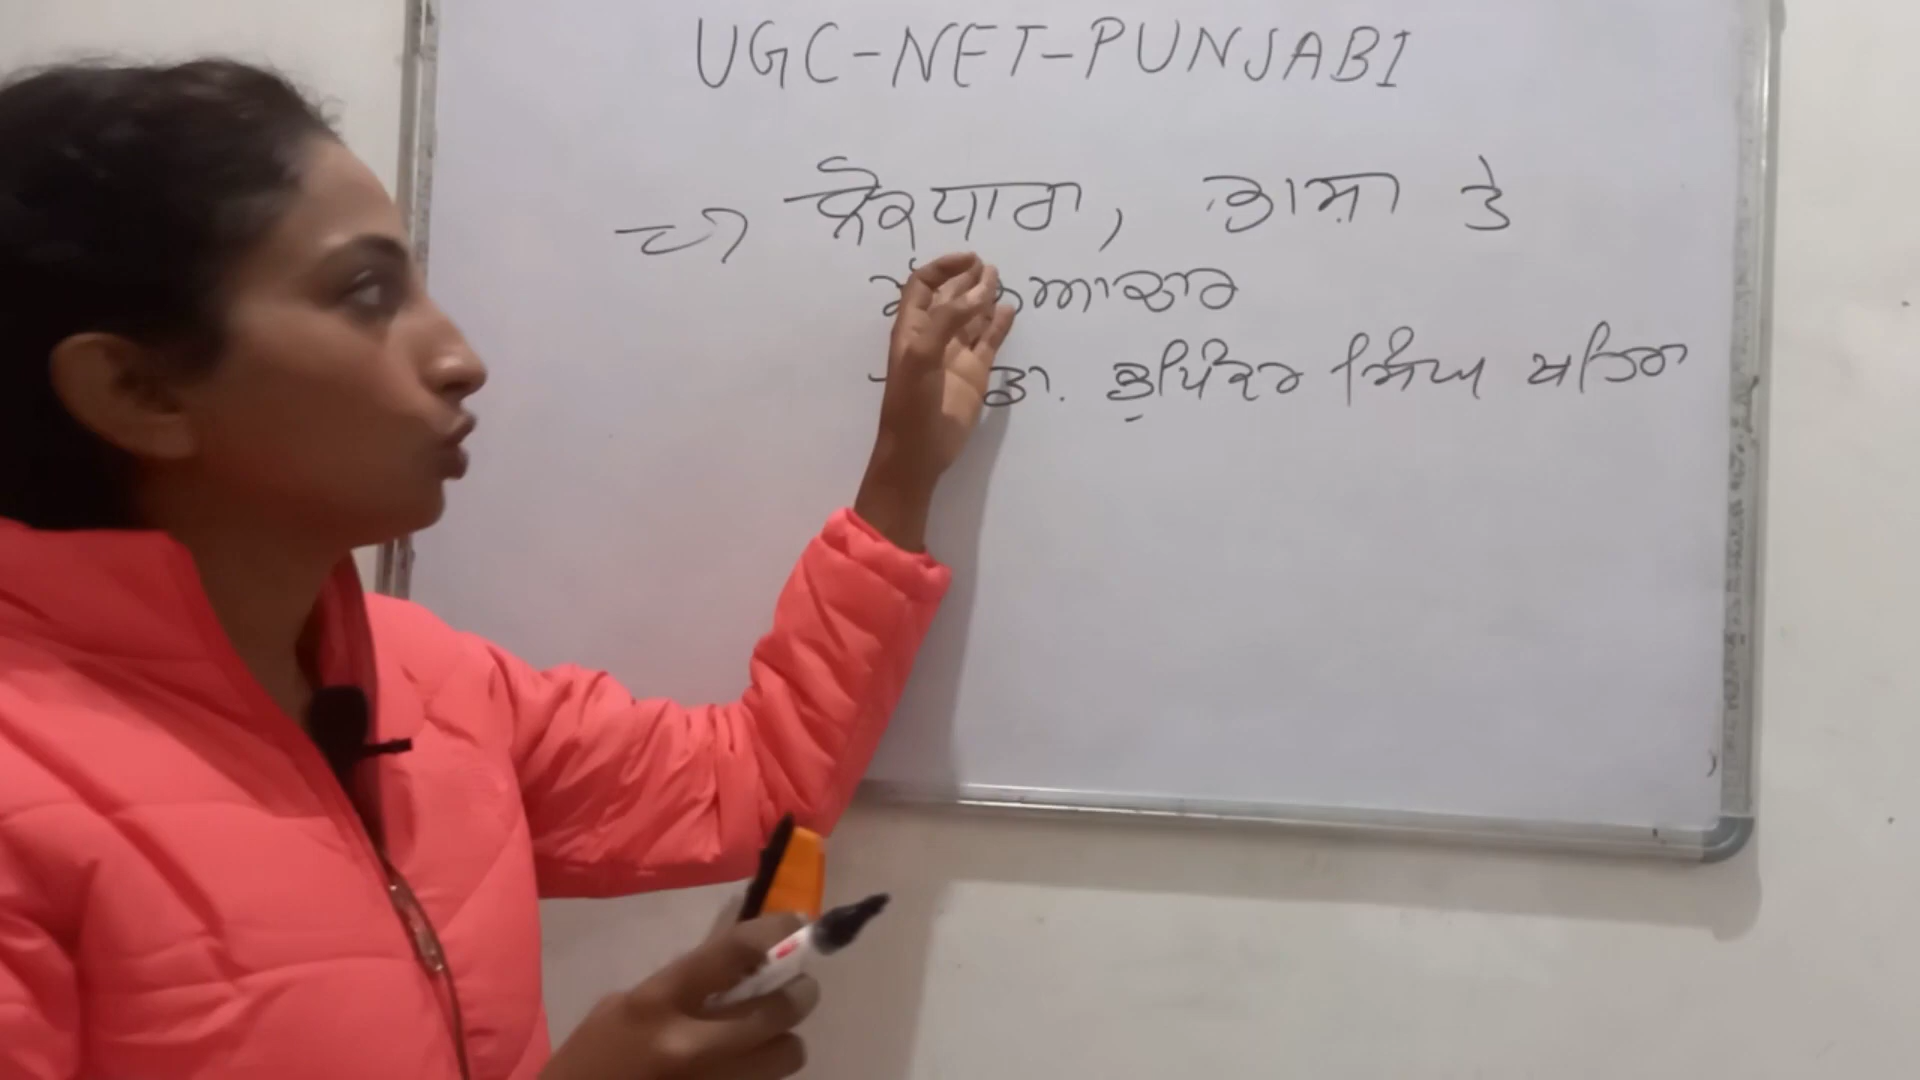 UGC-NET-PUNJABI
→ ਲੋਕਧਾਰਾ, ਭਾਸ਼ਾ ਤੇ
ਡਾ. ਭੁਪਿੰਦਰ ਸਿੰਘ ਖਹਿਰਾ